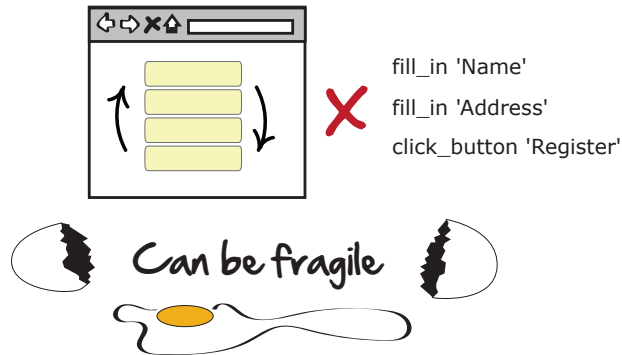 fill_in 'Name'
fill_in 'Address'
click_button 'Register'
Can be fragile